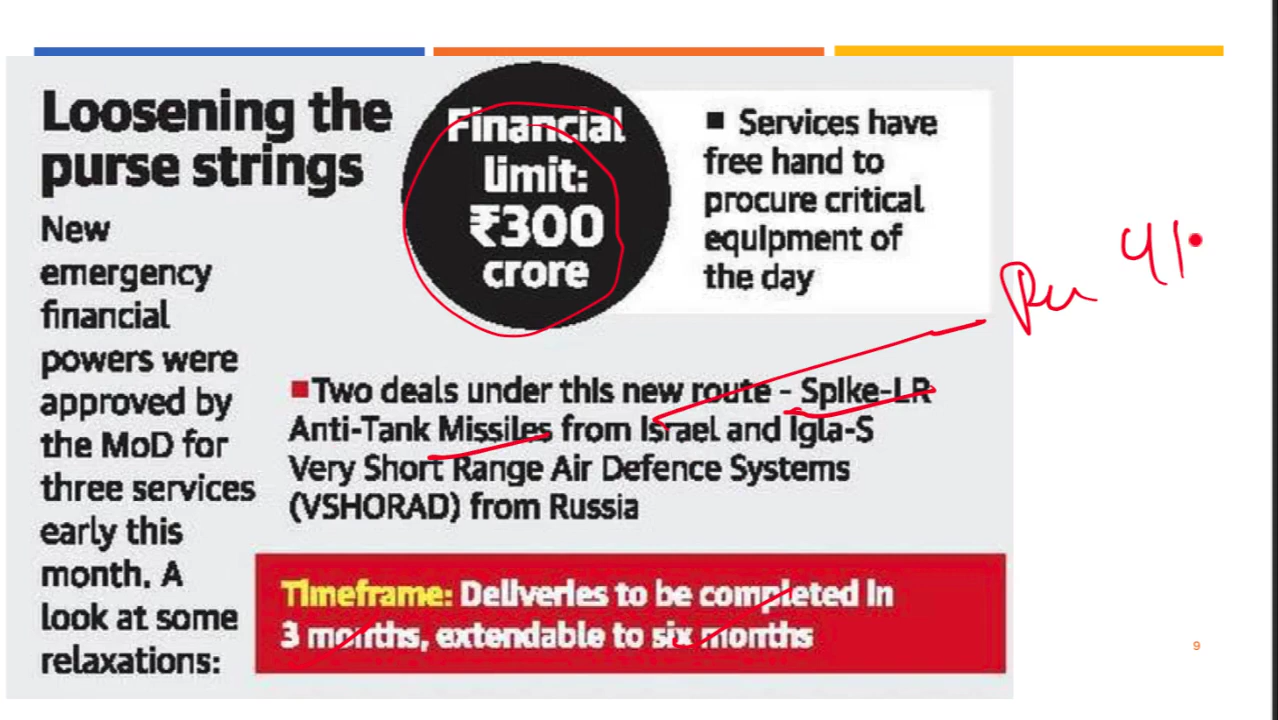 Loosening the
purse strings
New
emergency
financial
powers were
approved by
the MoD for
three services
early this
month. A
look at some
relaxations:
Financial
limit:
₹300
crore
■ Services have
free hand to
procure critical
equipment of
the day
■Two deals under this new route - Spike-LR
Anti-Tank Missiles from Israel and Igla-S
Very Short Range Air Defence Systems
(VSHORAD) from Russia
Timeframe: Deliveries to be completed in
3 months, extendable to six months
9